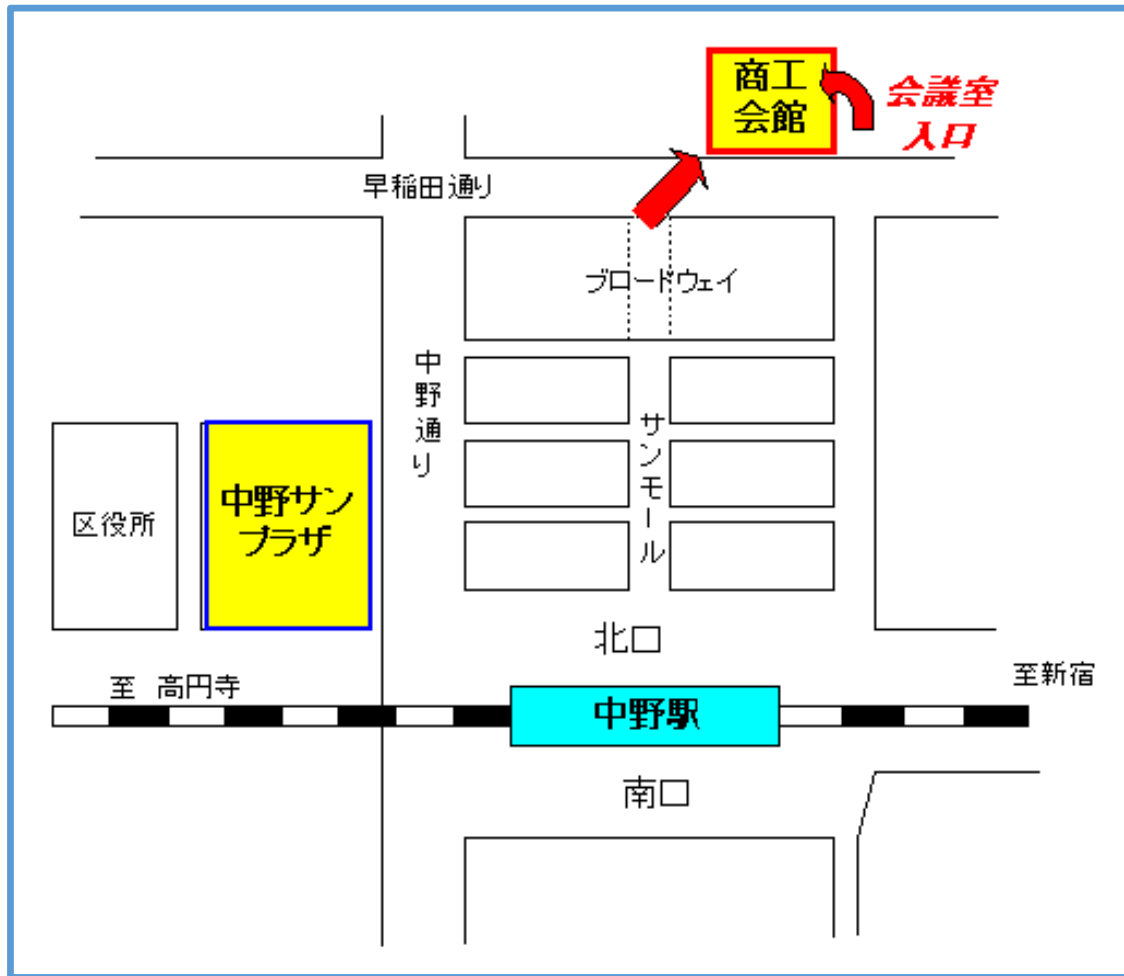 商工
会館
会議室
入口
早稲田通り
ブロードウェイ
中野通り
サンモール
区役所
中野サン
プラザ
北口
至 高円寺
至新宿
中野駅
南口